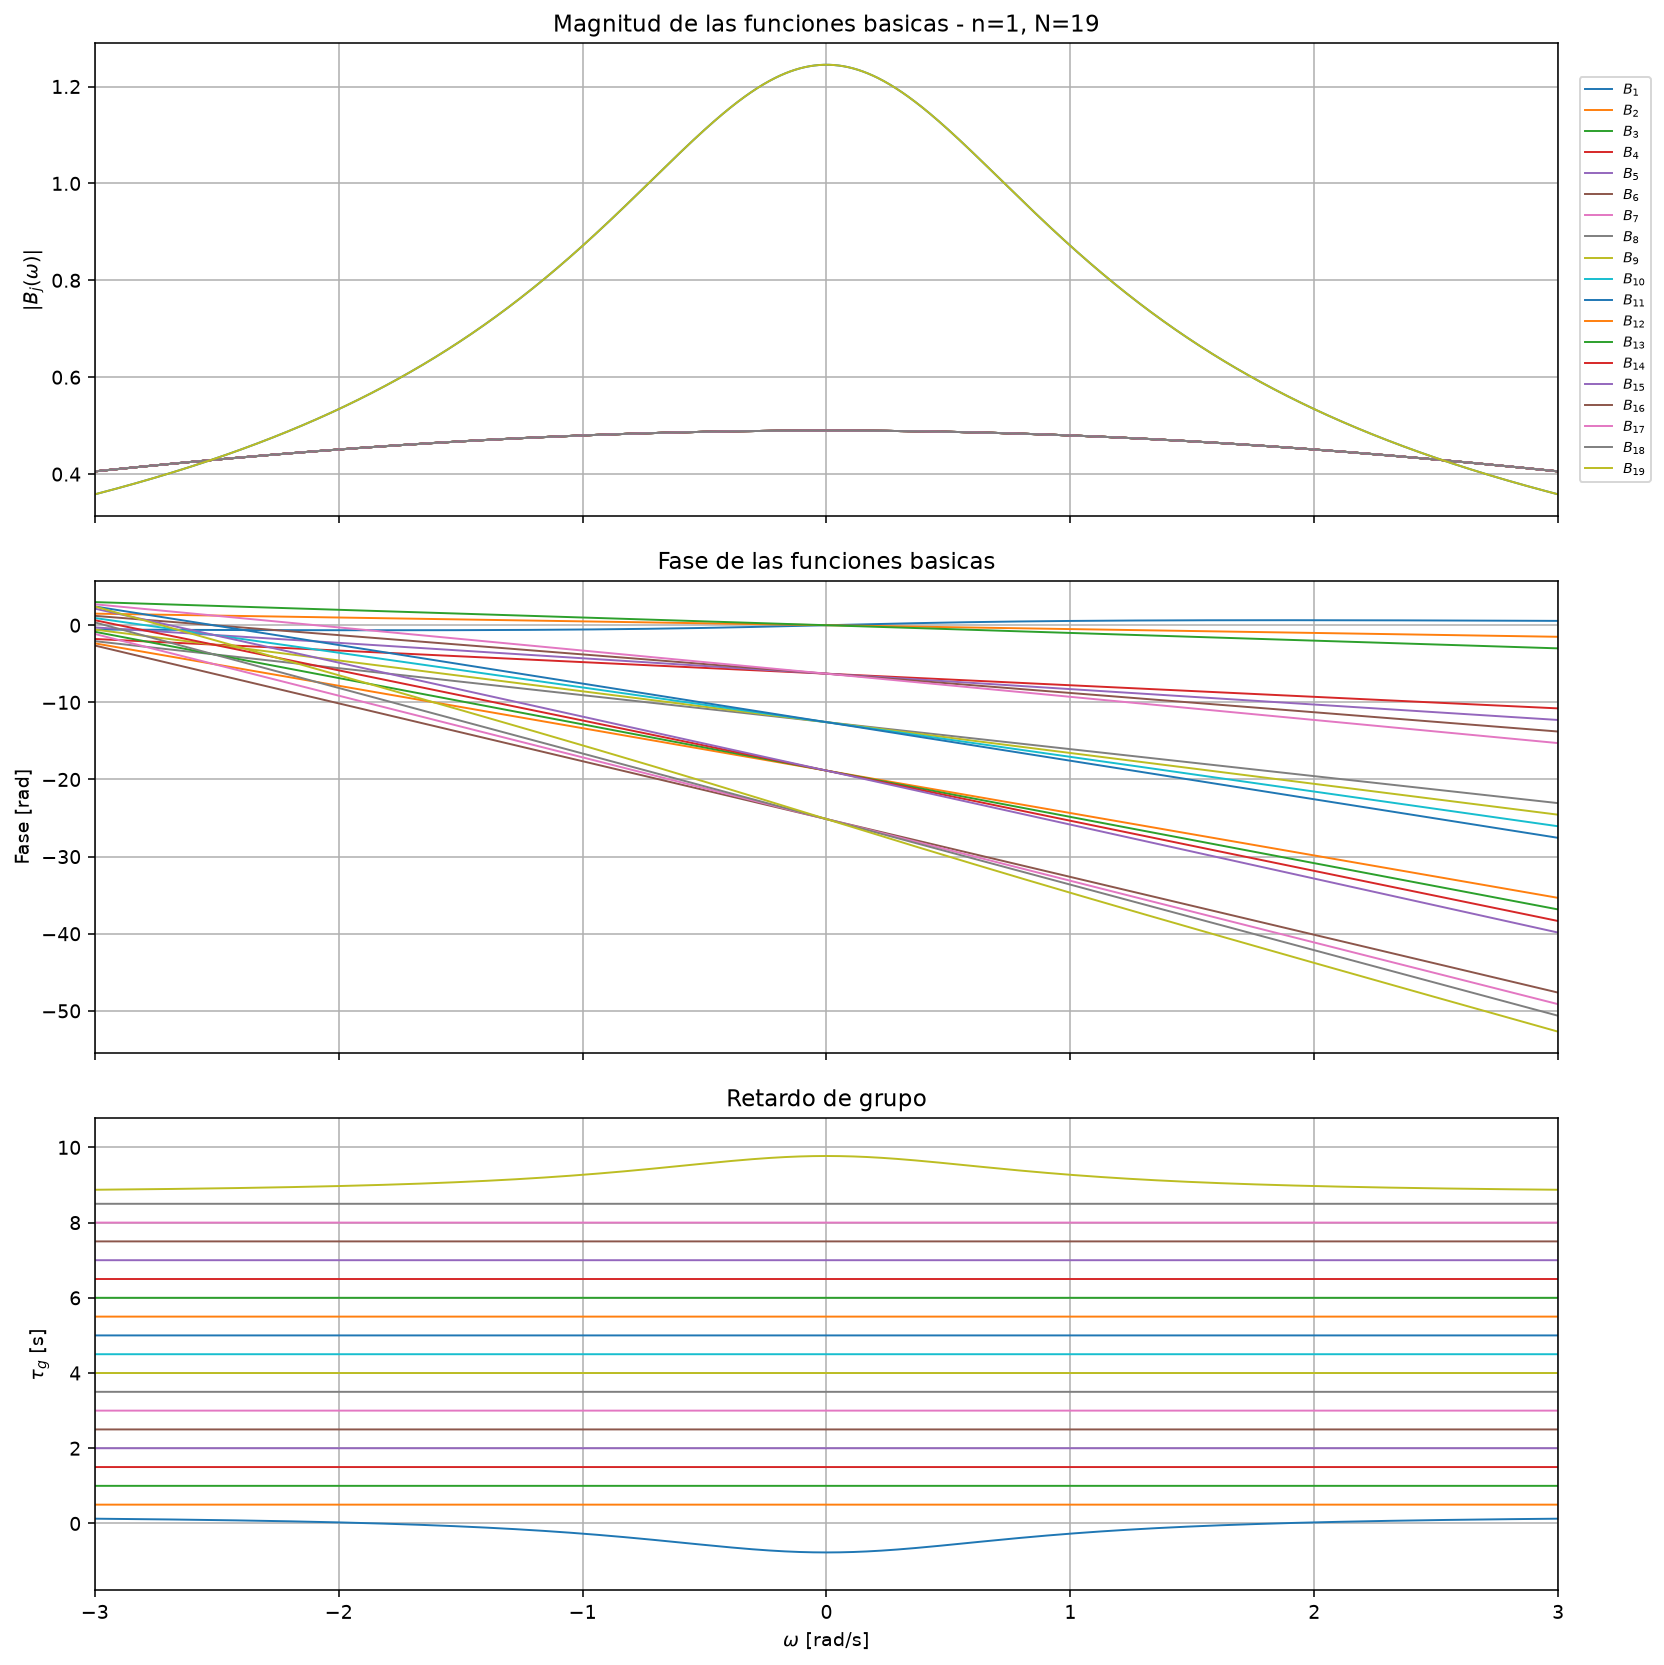 Magnitud de las funciones basicas - n=1, N=19
|B_j(ω)|
1.2
1.0
0.8
0.6
0.4
B_1
B_2
B_3
B_4
B_5
B_6
B_7
B_8
B_9
B_10
B_11
B_12
B_13
B_14
B_15
B_16
B_17
B_18
B_19
Fase de las funciones basicas
Fase [rad]
0
−10
−20
−30
−40
−50
Retardo de grupo
τ_g [s]
10
8
6
4
2
0
−3 −2 −1 0 1 2 3
ω [rad/s]